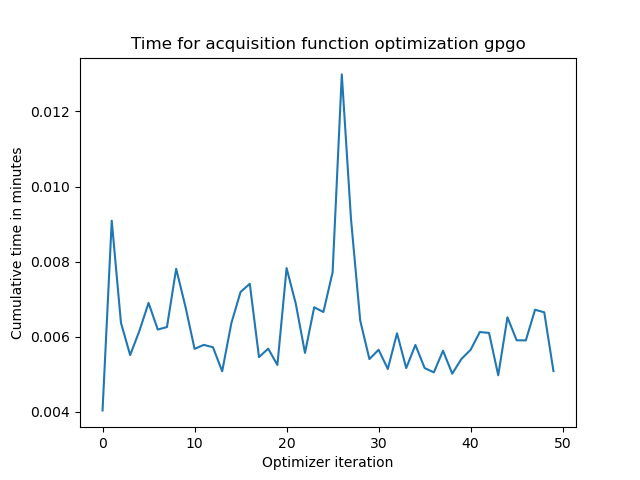 Time for acquisition function optimization gpgo
0.012
0.010
0.008
0.006
0.004
Cumulative time in minutes
0 10 20 30 40 50
Optimizer iteration